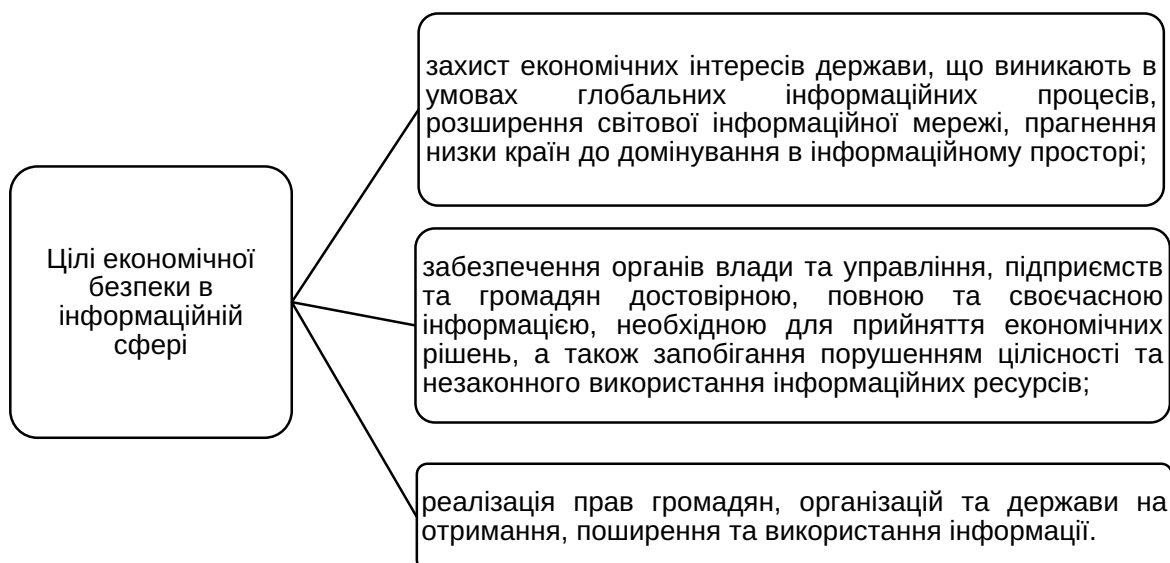 Цілі економічної
безпеки в
інформаційній
сфері
захист економічних інтересів держави, що виникають в
умовах глобальних інформаційних процесів,
розширення світової інформаційної мережі, прагнення
низки країн до домінування в інформаційному просторі;
забезпечення органів влади та управління, підприємств
та громадян достовірною, повною та своєчасною
інформацією, необхідною для прийняття економічних
рішень, а також запобігання порушенням цілісності та
незаконного використання інформаційних ресурсів;
реалізація прав громадян, організацій та держави на
отримання, поширення та використання інформації.